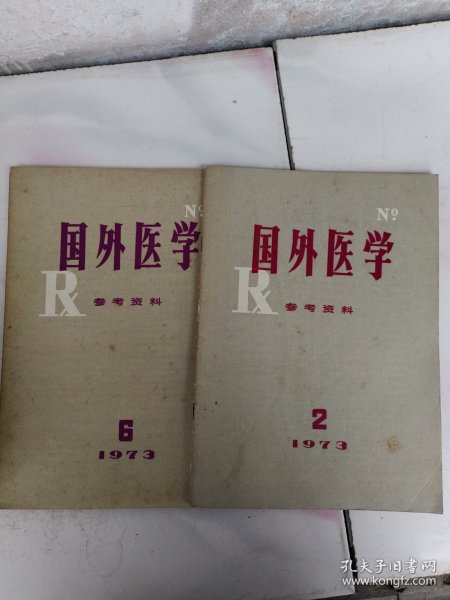 Nº
国外医学
℞
参考资料
6
1973
Nº
国外医学
℞
参考资料
2
1973
孔夫子旧书网
www.kongfz.com